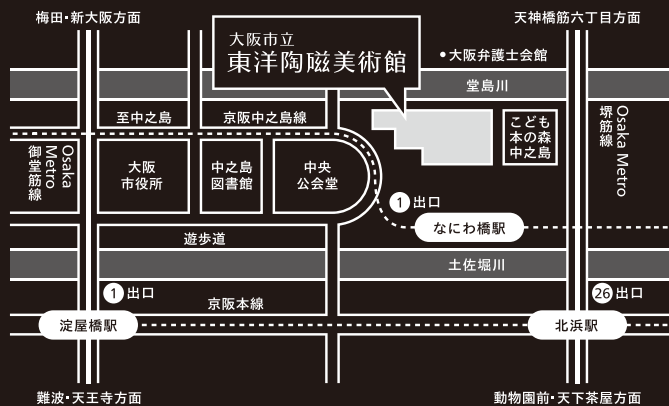 梅田・新大阪方面
天神橋筋六丁目方面
大阪市立
東洋陶磁美術館
•大阪弁護士会館
堂島川
至中之島
京阪中之島線
こども
本の森
中之島
Osaka Metro
堺筋線
Osaka
Metro
御堂筋線
大阪
市役所
中之島
図書館
中央
公会堂
1 出口
なにわ橋駅
遊歩道
土佐堀川
1 出口
京阪本線
26 出口
淀屋橋駅
北浜駅
難波・天王寺方面
動物園前・天下茶屋方面